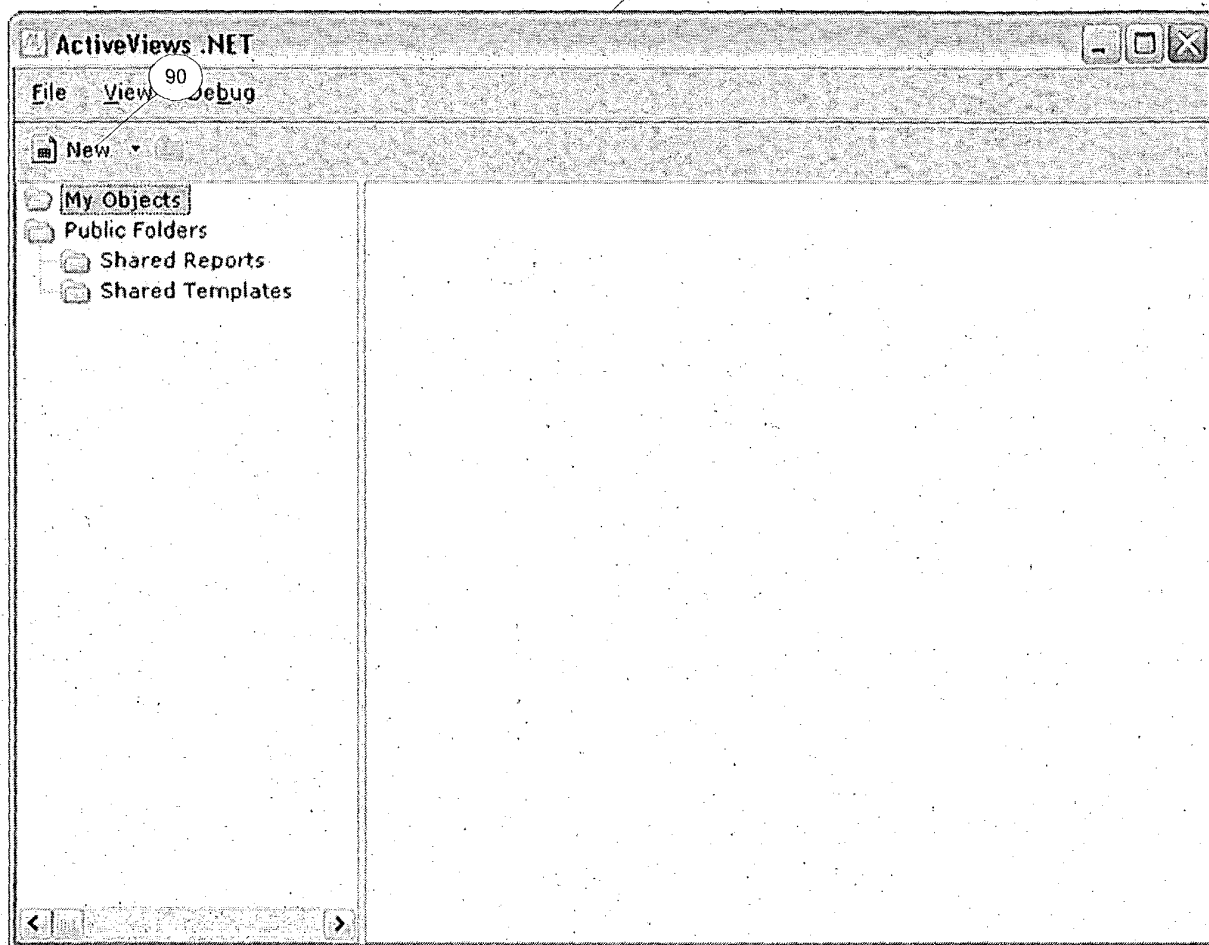 ActiveViews .NET
90
File View Debug
New
My Objects
Public Folders
Shared Reports
Shared Templates